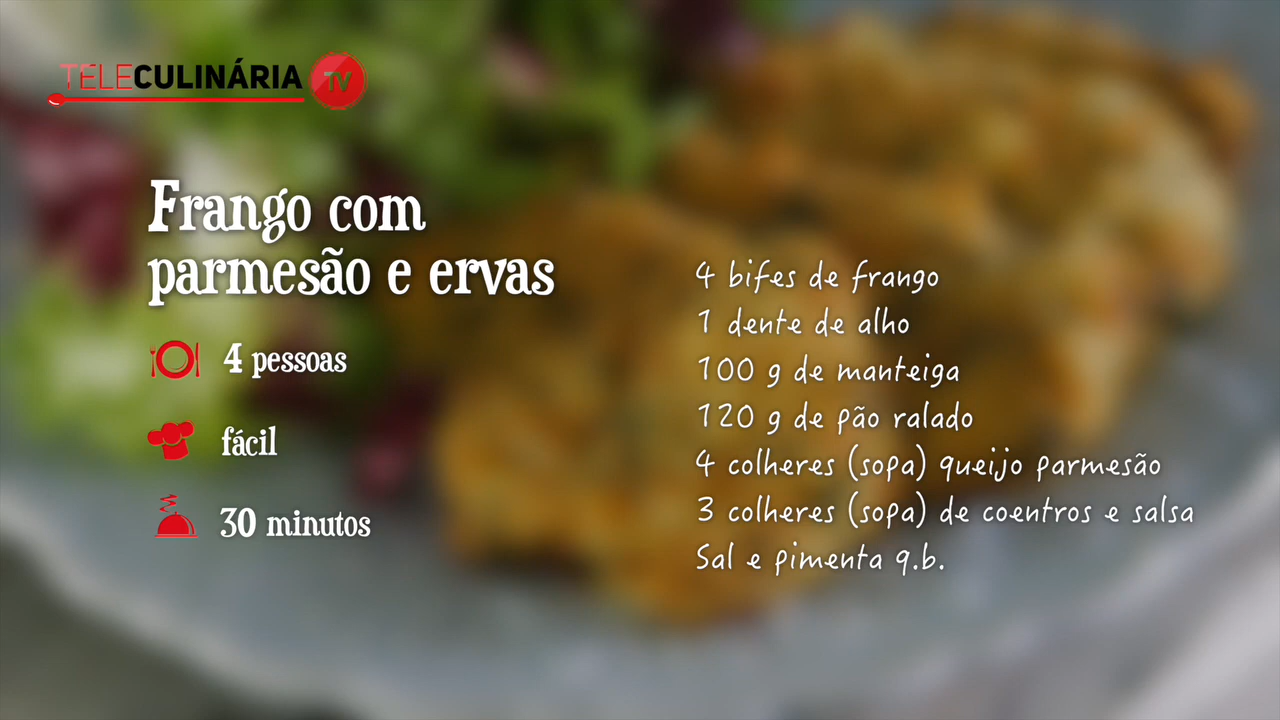 TELECULINÁRIA TV
Frango com
parmesão e ervas
4 pessoas
fácil
30 minutos
4 bifes de frango
1 dente de alho
100 g de manteiga
120 g de pão ralado
4 colheres (sopa) queijo parmesão
3 colheres (sopa) de coentros e salsa
Sal e pimenta q.b.